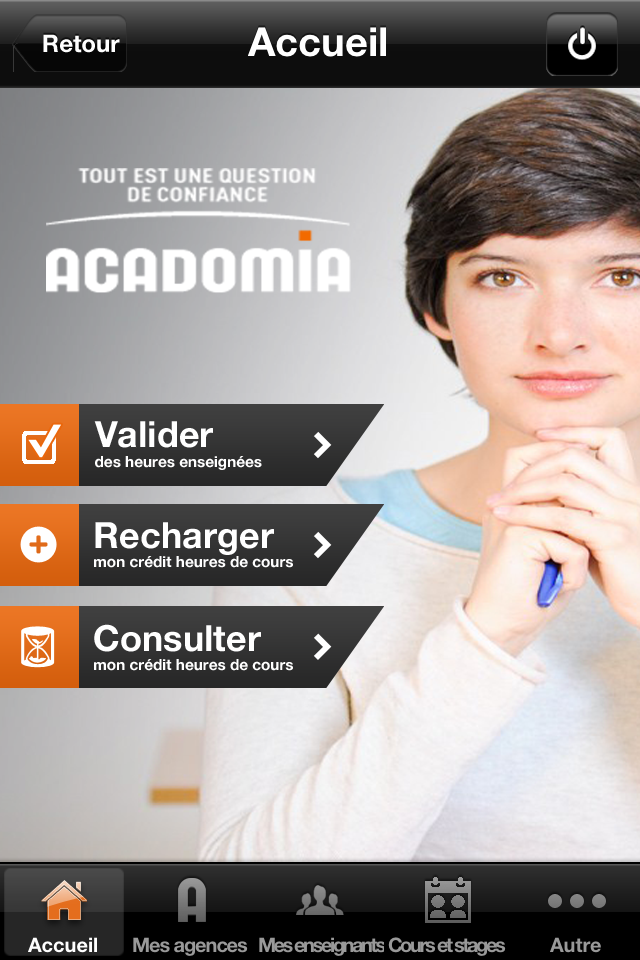 Retour
Accueil
TOUT EST UNE QUESTION
DE CONFIANCE
ACADOMIA
Valider
des heures enseignées
Recharger
mon crédit heures de cours
Consulter
mon crédit heures de cours
Accueil
Mes agences
Mes enseignants
Cours et stages
Autre